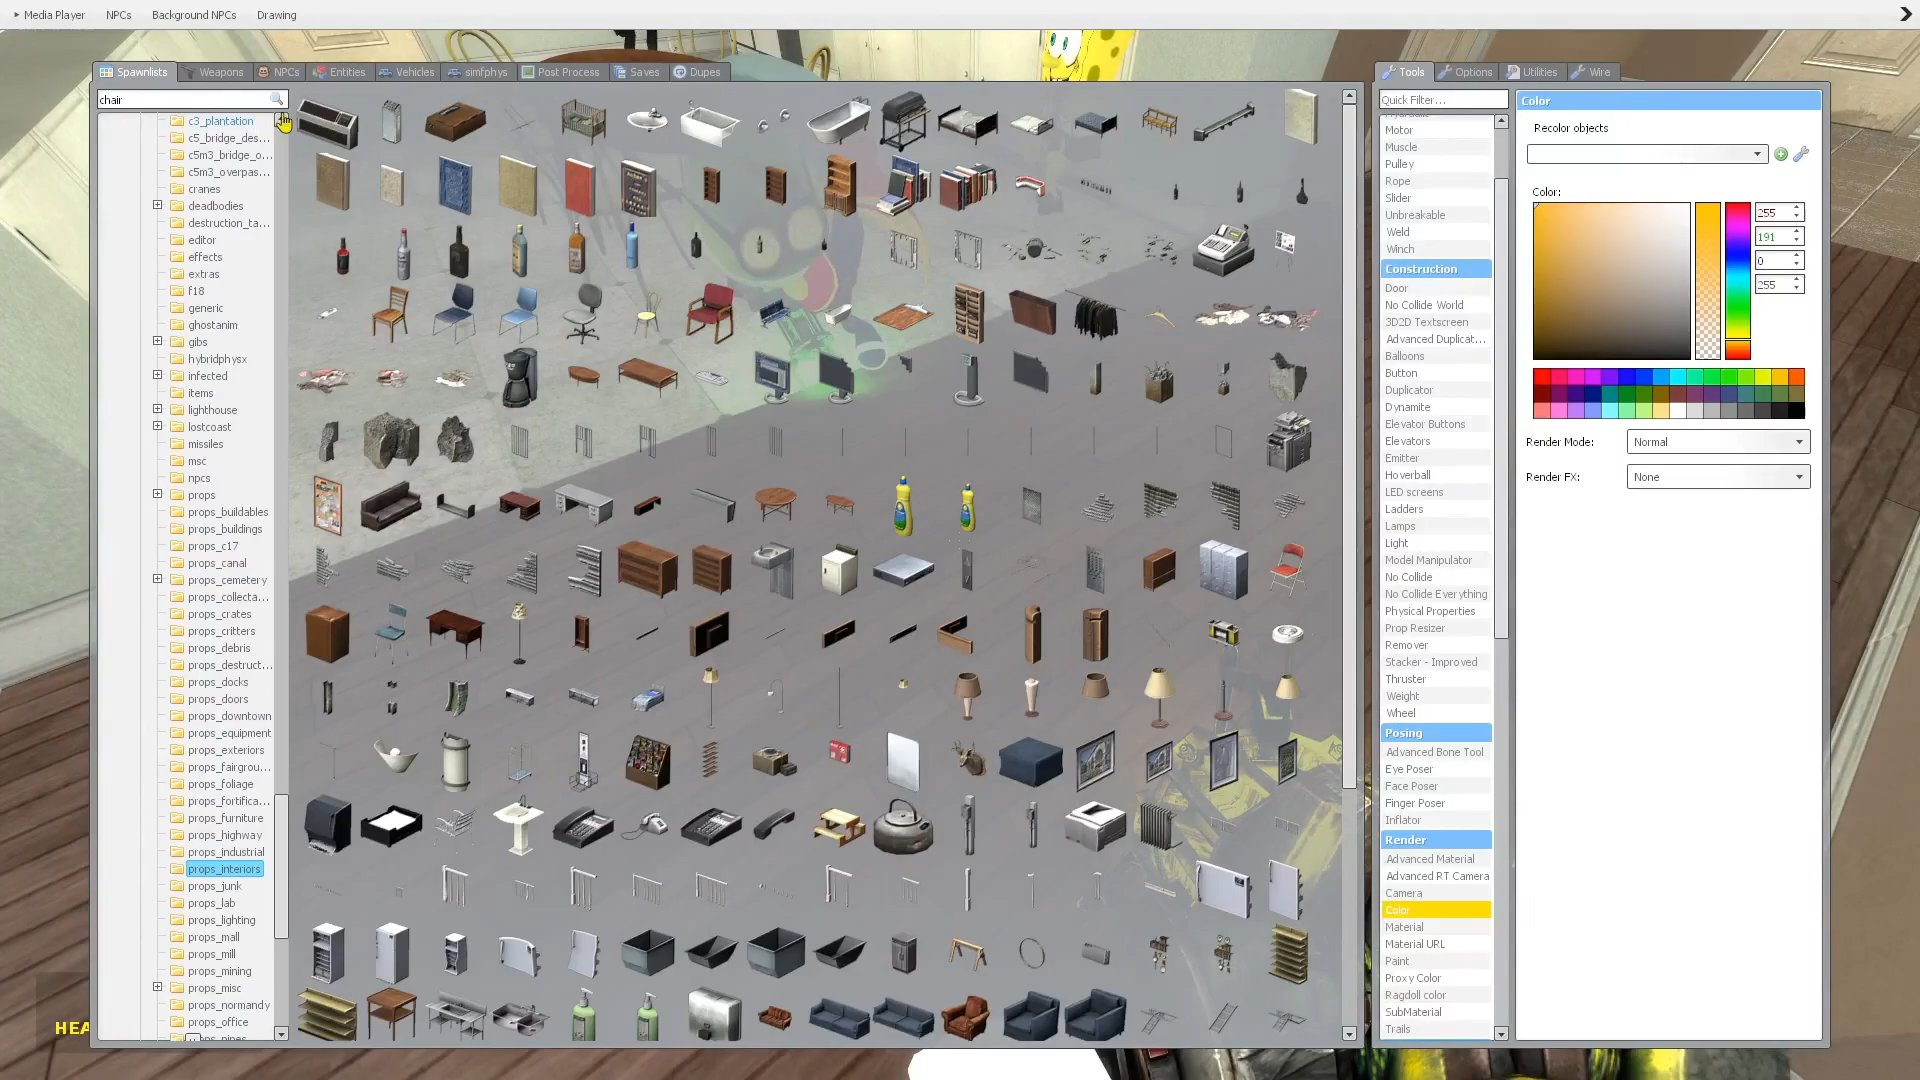 Media Player NPCs Background NPCs Drawing
Spawnlists Weapons NPCs Entities Vehicles simfphys Post Process Saves Dupes
chair
c3_plantation
c5_bridge_des...
c5m3_bridge_o...
c5m3_overpas...
cranes
deadbodies
destruction_ta...
editor
effects
extras
f18
generic
ghostanim
gibs
hybridphysx
infected
items
lighthouse
lostcoast
missiles
msc
npcs
props
props_buildables
props_buildings
props_c17
props_canal
props_cemetery
props_collecta...
props_crates
props_critters
props_debris
props_destruct...
props_docks
props_doors
props_downtown
props_equipment
props_exteriors
props_fairgrou...
props_foliage
props_fortifica...
props_furniture
props_highway
props_industrial
props_interiors
props_junk
props_lab
props_lighting
props_mall
props_mill
props_mining
props_misc
props_normandy
props_office
HEA
Tools Options Utilities Wire
Quick Filter...
Motor
Muscle
Pulley
Rope
Slider
Unbreakable
Weld
Winch
Construction
Door
No Collide World
3D2D Textscreen
Advanced Duplicat...
Balloons
Button
Duplicator
Dynamite
Elevator Buttons
Elevators
Emitter
Hoverball
LED screens
Ladders
Lamps
Light
Model Manipulator
No Collide
No Collide Everything
Physical Properties
Prop Resizer
Remover
Stacker - Improved
Thruster
Weight
Wheel
Posing
Advanced Bone Tool
Eye Poser
Face Poser
Finger Poser
Inflator
Render
Advanced Material
Advanced RT Camera
Camera
Color
Material
Material URL
Paint
Proxy Color
Ragdoll color
SubMaterial
Trails
Color
Recolor objects
Color:
255
191
0
255
Render Mode: Normal
Render FX: None